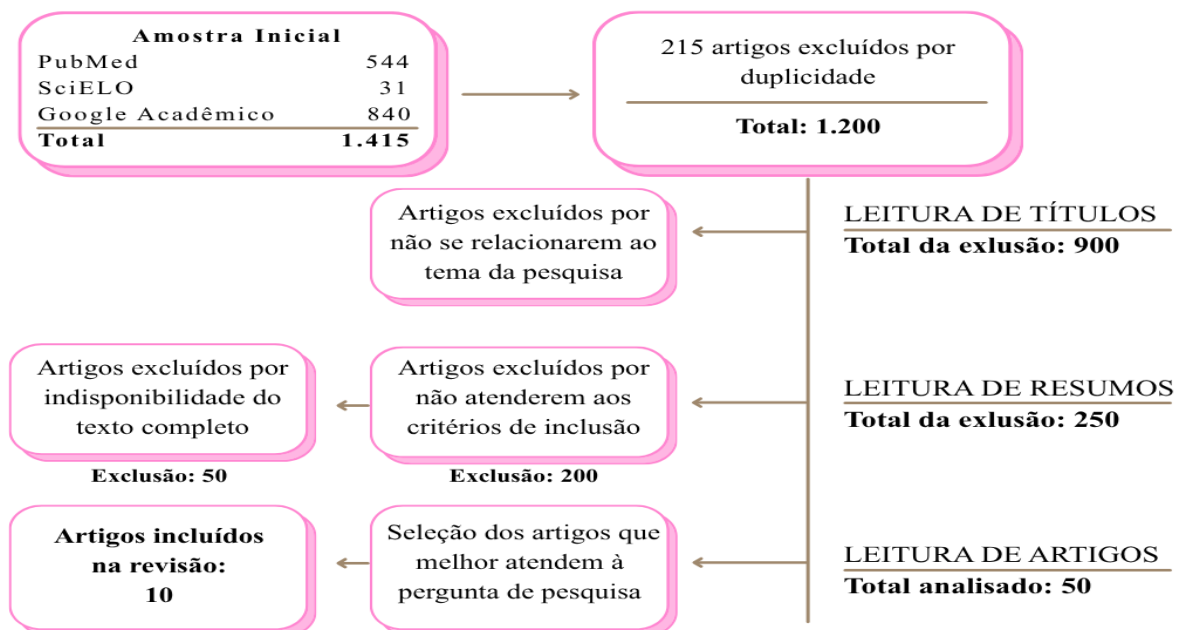 Amostra Inicial
PubMed 544
SciELO 31
Google Acadêmico 840
Total 1.415
215 artigos excluídos por
duplicidade
Total: 1.200
Artigos excluídos por
não se relacionarem ao
tema da pesquisa
LEITURA DE TÍTULOS
Total da exlusão: 900
Artigos excluídos por
indisponibilidade do
texto completo
Exclusão: 50
Artigos excluídos por
não atenderem aos
critérios de inclusão
Exclusão: 200
LEITURA DE RESUMOS
Total da exlusão: 250
Artigos incluídos
na revisão:
10
Seleção dos artigos que
melhor atendem à
pergunta de pesquisa
LEITURA DE ARTIGOS
Total analisado: 50